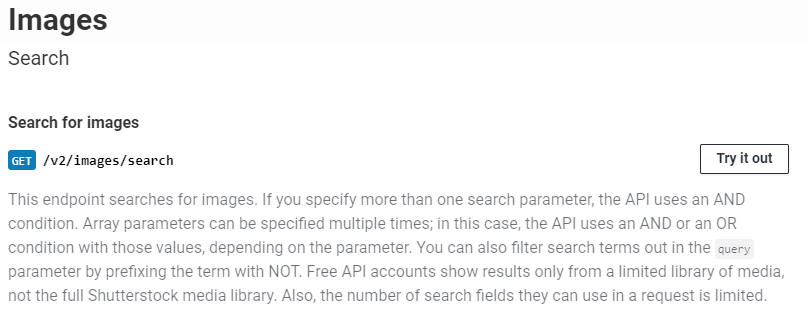 Images
Search
Search for images
GET /v2/images/search
Try it out
This endpoint searches for images. If you specify more than one search parameter, the API uses an AND
condition. Array parameters can be specified multiple times; in this case, the API uses an AND or an OR
condition with those values, depending on the parameter. You can also filter search terms out in the query
parameter by prefixing the term with NOT. Free API accounts show results only from a limited library of media,
not the full Shutterstock media library. Also, the number of search fields they can use in a request is limited.